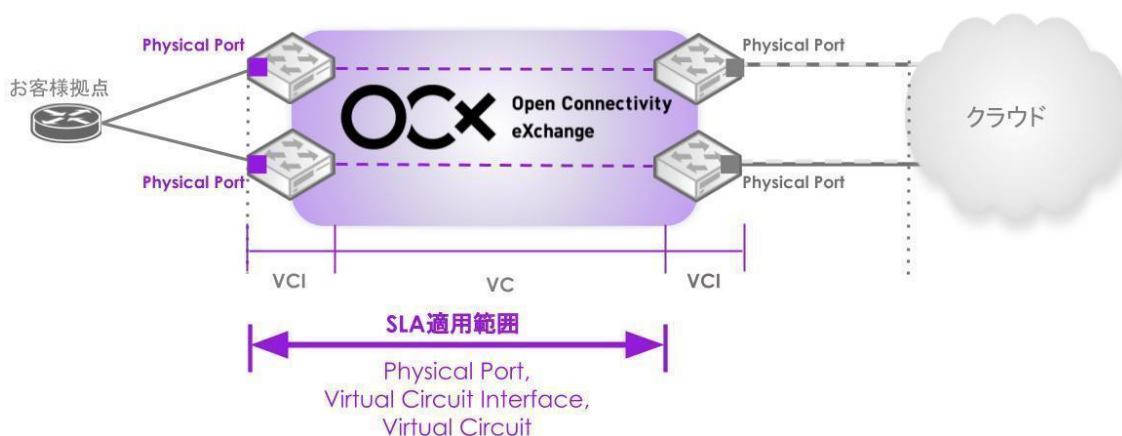 Physical Port
Physical Port
お客様拠点
OCX Open Connectivity
eXchange
クラウド
Physical Port
Physical Port
VCI
VC
VCI
SLA適用範囲
Physical Port,
Virtual Circuit Interface,
Virtual Circuit